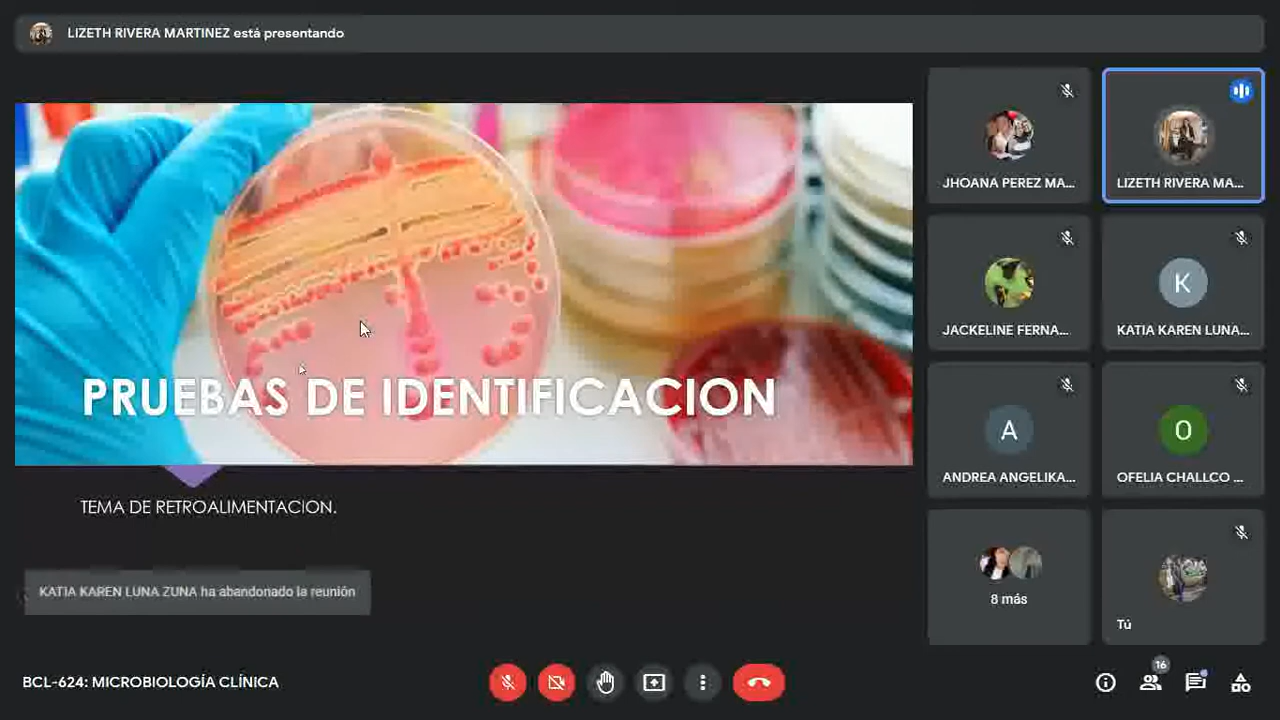 LIZETH RIVERA MARTINEZ está presentando
PRUEBAS DE IDENTIFICACION
TEMA DE RETROALIMENTACION.
KATIA KAREN LUNA ZUNA ha abandonado la reunión
JHOANA PEREZ MA...
LIZETH RIVERA MA...
JACKELINE FERNA...
KATIA KAREN LUNA...
K
ANDREA ANGELIKA...
A
OFELIA CHALLCO ...
O
8 más
Tú
BCL-624: MICROBIOLOGÍA CLÍNICA
16